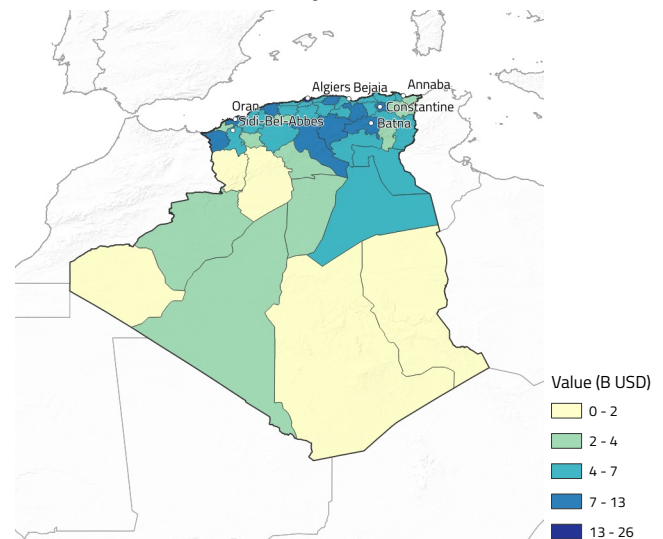 Algiers
Bejaia
Annaba
Oran
Constantine
Sidi-Bel-Abbes
Batna
Value (B USD)
0 - 2
2 - 4
4 - 7
7 - 13
13 - 26